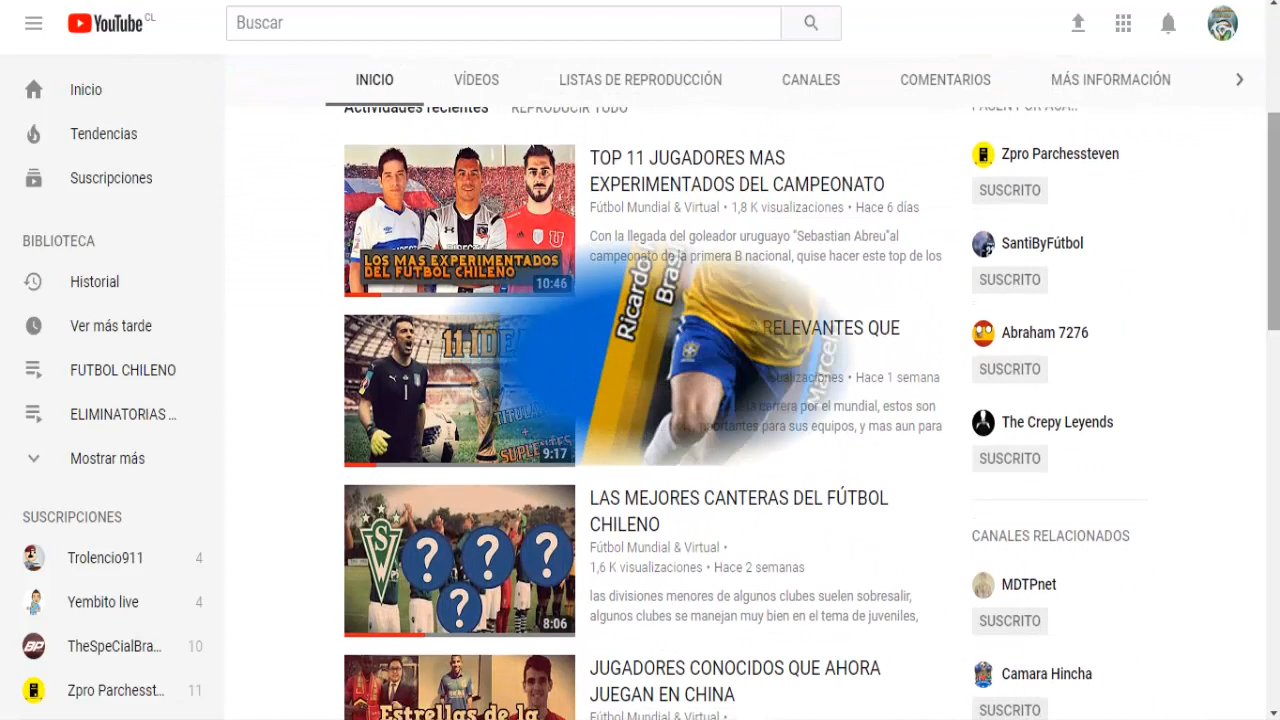 YouTube CL
Buscar
INICIO VÍDEOS LISTAS DE REPRODUCCIÓN CANALES COMENTARIOS MÁS INFORMACIÓN
Inicio
Tendencias
Suscripciones
BIBLIOTECA
Historial
Ver más tarde
FUTBOL CHILENO
ELIMINATORIAS ...
Mostrar más
SUSCRIPCIONES
Trolencio911 4
Yembito live 4
TheSpeCialBra... 10
Zpro Parchesst... 11
Actividades recientes REPRODUCIR TODO
LOS MAS EXPERIMENTADOS
DEL FUTBOL CHILENO
10:46
TOP 11 JUGADORES MAS
EXPERIMENTADOS DEL CAMPEONATO
Fútbol Mundial & Virtual • 1,8 K visualizaciones • Hace 6 días
Con la llegada del goleador uruguayo "Sebastian Abreu"al
campeonato de la primera B nacional, quise hacer este top de los
11 IDE
TITULA
+
SUPLENTES
9:17
Ricardo
Bras
Marcel
RELEVANTES QUE
• Hace 1 semana
la carrera por el mundial, estos son
para sus equipos, y mas aun para
SW
? ? ?
?
8:06
LAS MEJORES CANTERAS DEL FÚTBOL
CHILENO
Fútbol Mundial & Virtual •
1,6 K visualizaciones • Hace 2 semanas
las divisiones menores de algunos clubes suelen sobresalir,
algunos clubes se manejan muy bien en el tema de juveniles,
Estrellas de la
JUGADORES CONOCIDOS QUE AHORA
JUEGAN EN CHINA
Fútbol Mundial & Virtual •
Zpro Parchessteven
SUSCRITO
SantiByFútbol
SUSCRITO
Abraham 7276
SUSCRITO
The Crepy Leyends
SUSCRITO
CANALES RELACIONADOS
MDTPnet
SUSCRITO
Camara Hincha
SUSCRITO